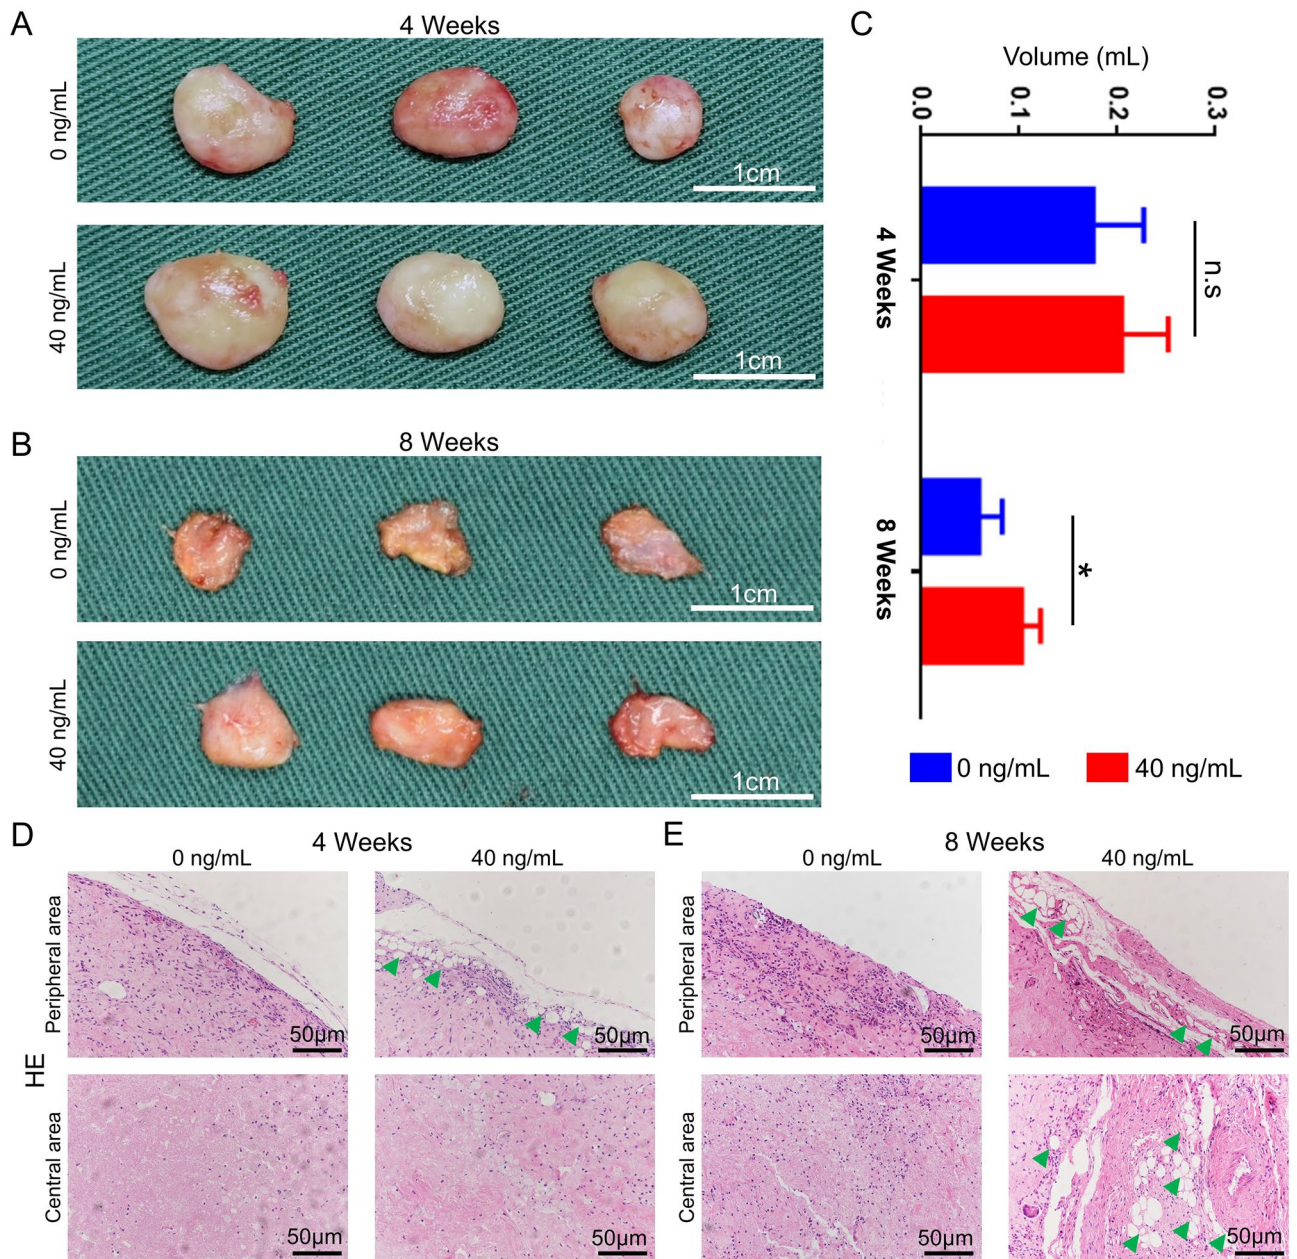 A
4 Weeks
0 ng/mL
1cm
40 ng/mL
1cm
B
8 Weeks
0 ng/mL
1cm
40 ng/mL
1cm
C
Volume (mL)
0.0
0.1
0.2
0.3
4 Weeks
n.s
8 Weeks
*
0 ng/mL
40 ng/mL
D
4 Weeks
0 ng/mL
40 ng/mL
HE
Peripheral area
50μm
50μm
Central area
50μm
50μm
E
8 Weeks
0 ng/mL
40 ng/mL
Peripheral area
50μm
50μm
Central area
50μm
50μm